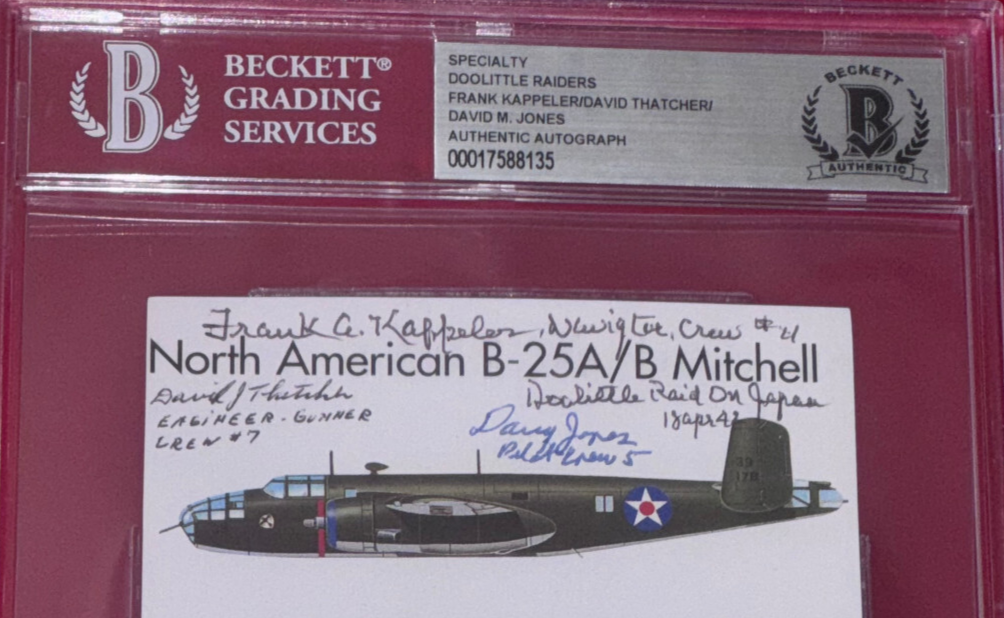 B
BECKETT®
GRADING
SERVICES
SPECIALTY
DOOLITTLE RAIDERS
FRANK KAPPELER/DAVID THATCHER/
DAVID M. JONES
AUTHENTIC AUTOGRAPH
00017588135
BECKETT
B
AUTHENTIC
Frank A. Kappeler, Navigtor, Crew # 11
North American B-25A/B Mitchell
David J Thatcher
ENGINEER-GUNNER
CREW #7
Doolittle Raid On Japan
18 apr 42
Davy Jones
Pilot Crew 5